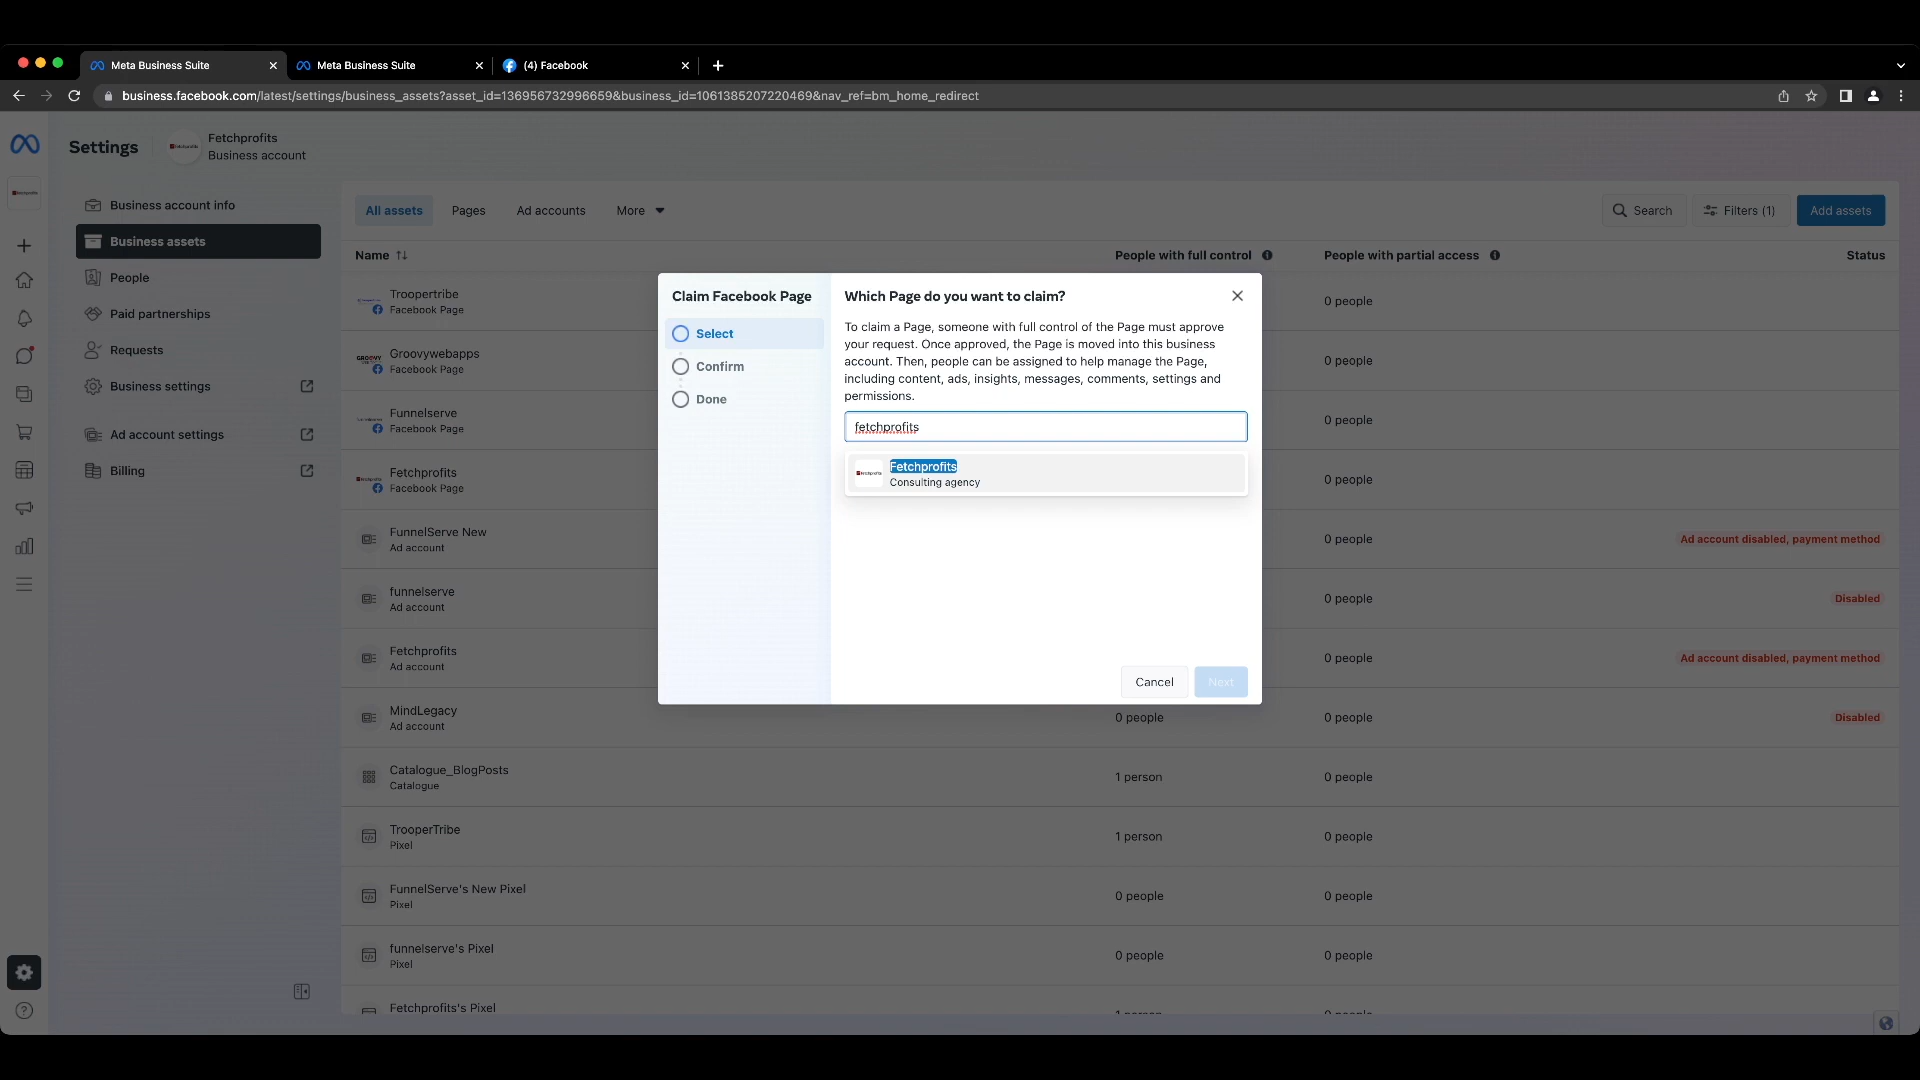 Meta Business Suite
Meta Business Suite
(4) Facebook
business.facebook.com/latest/settings/business_assets?asset_id=136956732996659&business_id=1061385207220469&nav_ref=bm_home_redirect
Settings
Fetchprofits
Business account
Business account info
Business assets
People
Paid partnerships
Requests
Business settings
Ad account settings
Billing
All assets
Pages
Ad accounts
More
Search
Filters (1)
Add assets
Name
People with full control
People with partial access
Status
Troopertribe
Facebook Page
0 people
Groovywebapps
Facebook Page
0 people
Funnelserve
Facebook Page
0 people
Fetchprofits
Facebook Page
0 people
FunnelServe New
Ad account
0 people
Ad account disabled, payment method
funnelserve
Ad account
0 people
Disabled
Fetchprofits
Ad account
0 people
Ad account disabled, payment method
MindLegacy
Ad account
0 people
0 people
Disabled
Catalogue_BlogPosts
Catalogue
1 person
0 people
TrooperTribe
Pixel
1 person
0 people
FunnelServe's New Pixel
Pixel
0 people
0 people
funnelserve's Pixel
Pixel
0 people
0 people
Fetchprofits's Pixel
Claim Facebook Page
Select
Confirm
Done
Which Page do you want to claim?
To claim a Page, someone with full control of the Page must approve
your request. Once approved, the Page is moved into this business
account. Then, people can be assigned to help manage the Page,
including content, ads, insights, messages, comments, settings and
permissions.
fetchprofits
Fetchprofits
Consulting agency
Cancel
Next